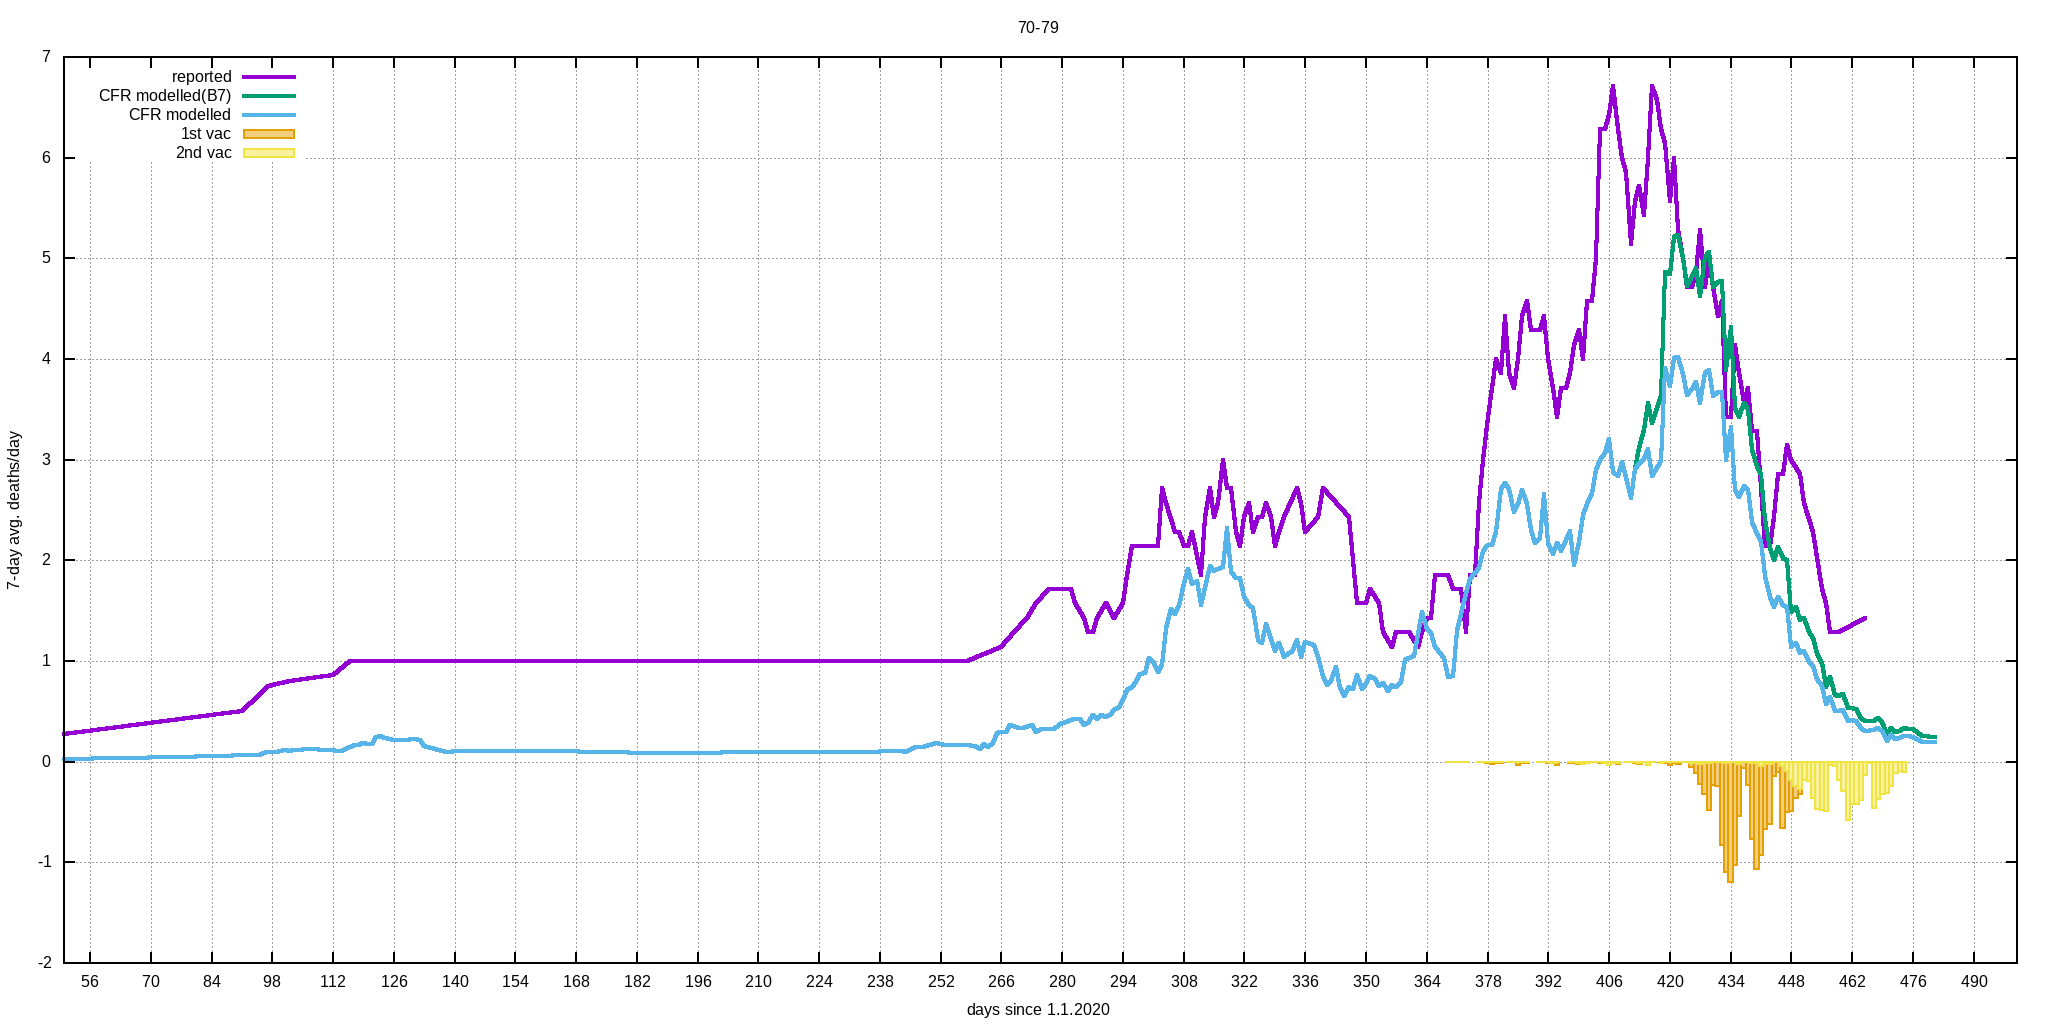 70-79
reported
CFR modelled(B7)
CFR modelled
1st vac
2nd vac
7
6
5
4
3
2
1
0
-1
-2
7-day avg. deaths/day
56 70 84 98 112 126 140 154 168 182 196 210 224 238 252 266 280 294 308 322 336 350 364 378 392 406 420 434 448 462 476 490
days since 1.1.2020